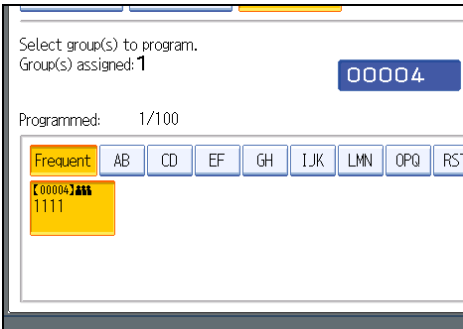 Select group(s) to program.
Group(s) assigned: 1
00004
Programmed: 1/100
Frequent AB CD EF GH IJK LMN OPQ RST
【00004】
1111